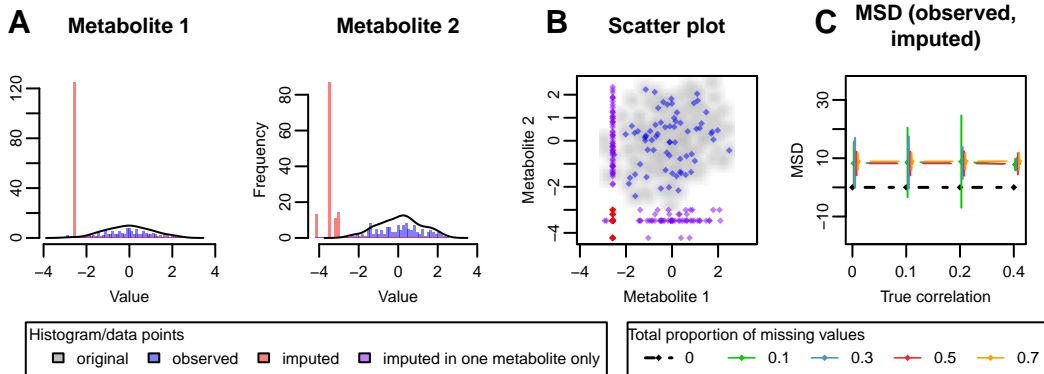 A
Metabolite 1
Metabolite 2
B
Scatter plot
C
MSD (observed,
imputed)
0
20
40
80
120
−4
−2
0
2
4
Value
Frequency
0
20
40
60
80
−4
−2
0
2
4
Value
Metabolite 2
−4
−2
0
2
−4
−2
0
2
Metabolite 1
MSD
−10
10
30
0
0.1
0.2
0.4
True correlation
Histogram/data points
original
observed
imputed
imputed in one metabolite only
Total proportion of missing values
0
0.1
0.3
0.5
0.7